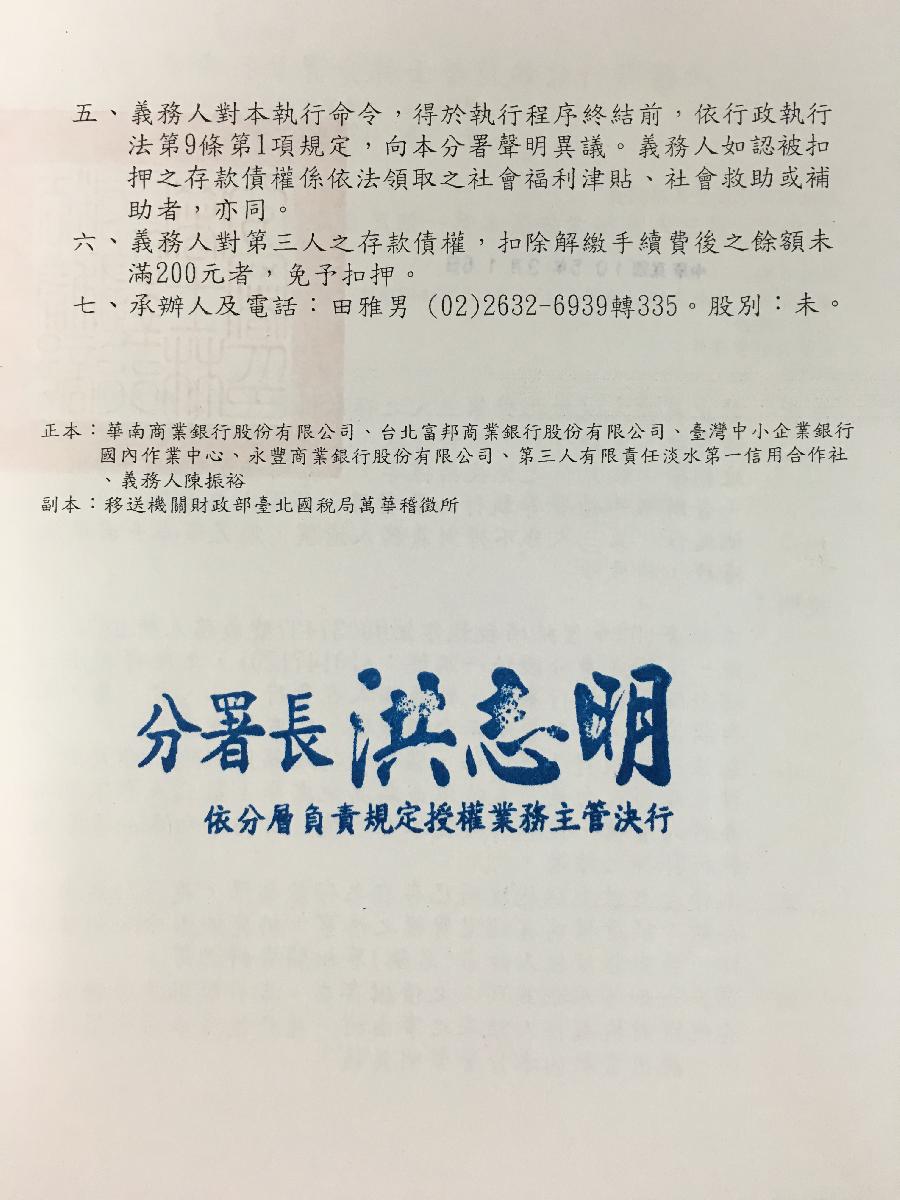 五、義務人對本執行命令，得於執行程序終結前，依行政執行
法第9條第1項規定，向本分署聲明異議。義務人如認被扣
押之存款債權係依法領取之社會福利津貼、社會救助或補
助者，亦同。
六、義務人對第三人之存款債權，扣除解繳手續費後之餘額未
滿200元者，免予扣押。
七、承辦人及電話：田雅男 (02)2632-6939轉335。股別：未。
正本：華南商業銀行股份有限公司、台北富邦商業銀行股份有限公司、臺灣中小企業銀行
國內作業中心、永豐商業銀行股份有限公司、第三人有限責任淡水第一信用合作社
、義務人陳振裕
副本：移送機關財政部臺北國稅局萬華稽徵所
分署長洪志明
依分層負責規定授權業務主管決行